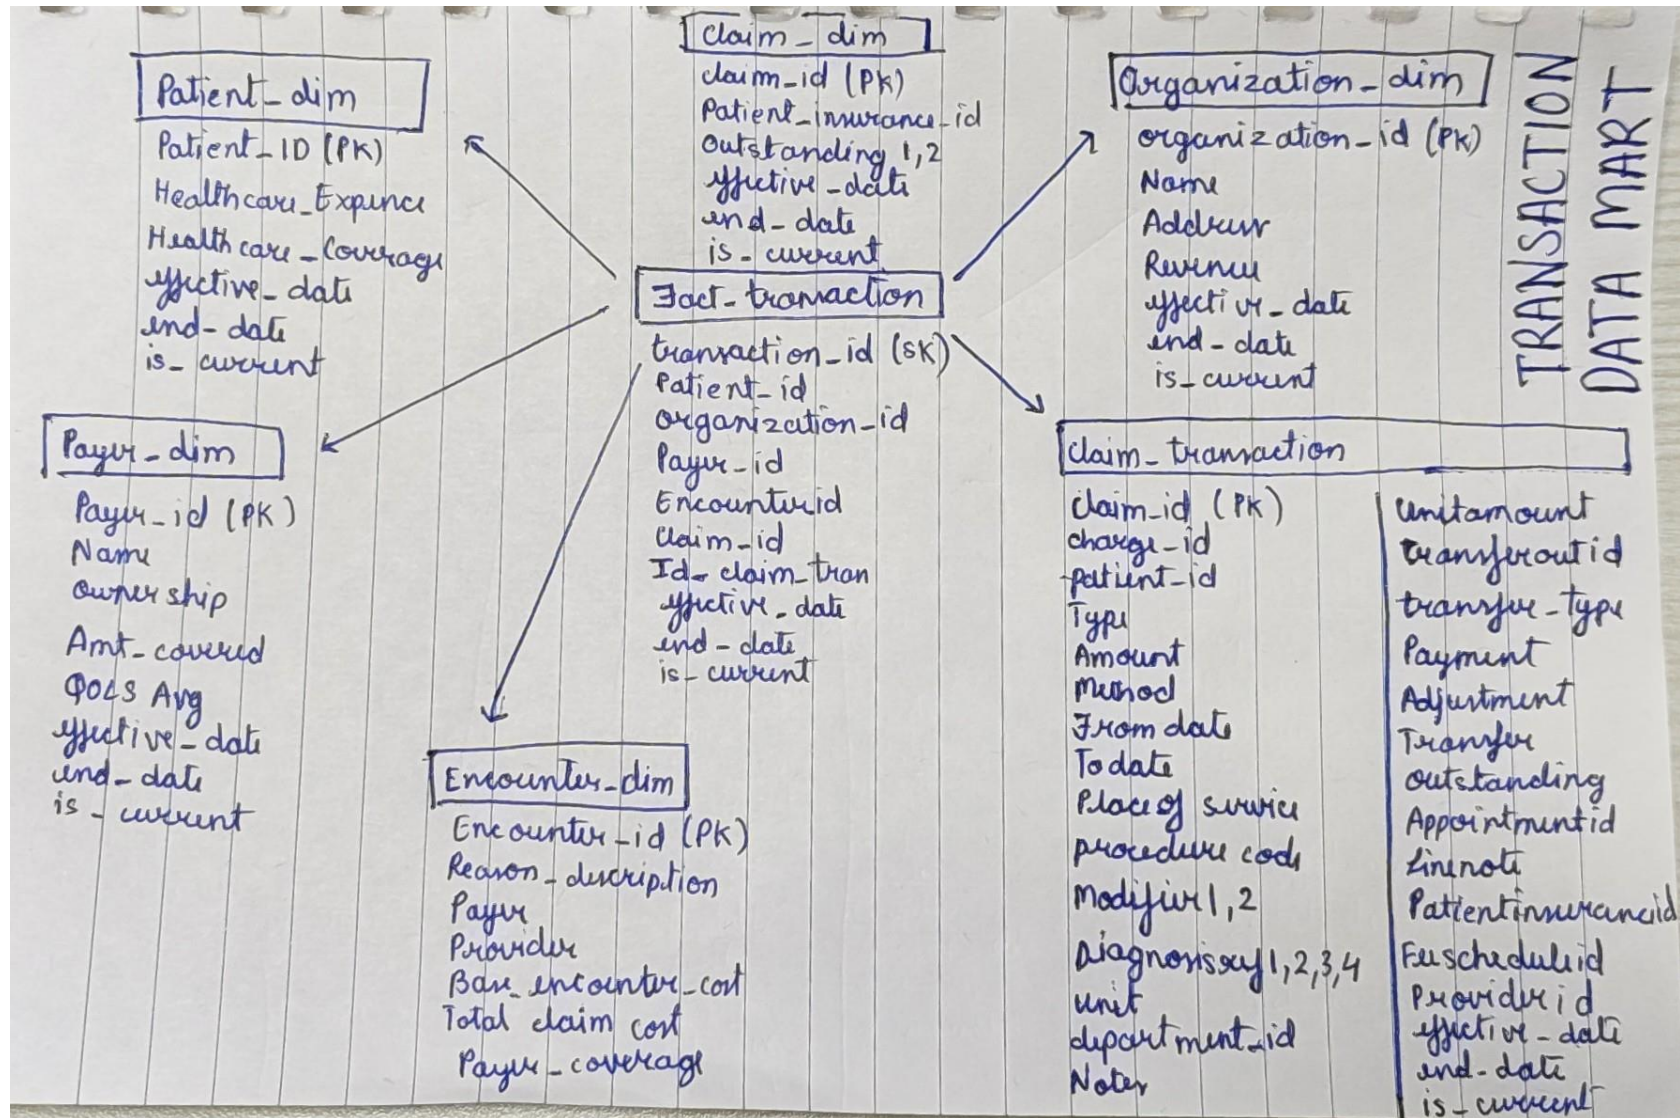 Claim_dim
claim_id (PK)
Patient_insurance_id
Outstanding 1,2
effective_date
end_date
is_current
Patient_dim
Patient_ID (PK)
Healthcare_Expence
Healthcare_Coverage
effective_date
end_date
is_current
Organization_dim
organization_id (PK)
Name
Address
Revenue
effective_date
end_date
is_current
TRANSACTION
DATA MART
Fact_transaction
transaction_id (SK)
Patient_id
organization_id
Payer_id
Encounterid
Claim_id
Id_claim_tran
effective_date
end_date
is_current
Payer_dim
Payer_id (PK)
Name
Ownership
Amt_covered
QOLS Avg
effective_date
end_date
is_current
Claim_transaction
Claim_id (PK)
charge_id
patient_id
Type
Amount
Method
From date
To date
Place of service
procedure code
Modifier 1,2
Diagnosisref 1,2,3,4
unit
department_id
Notes
Unitamount
transferoutid
transfer_type
Payment
Adjustment
Transfer
outstanding
Appointmentid
Linenote
Patientinsuranceid
Feescheduleid
Provider id
effective_date
end_date
is_current
Encounter_dim
Encounter_id (PK)
Reason_description
Payer
Provider
Base_encounter_cost
Total claim cost
Payer_coverage